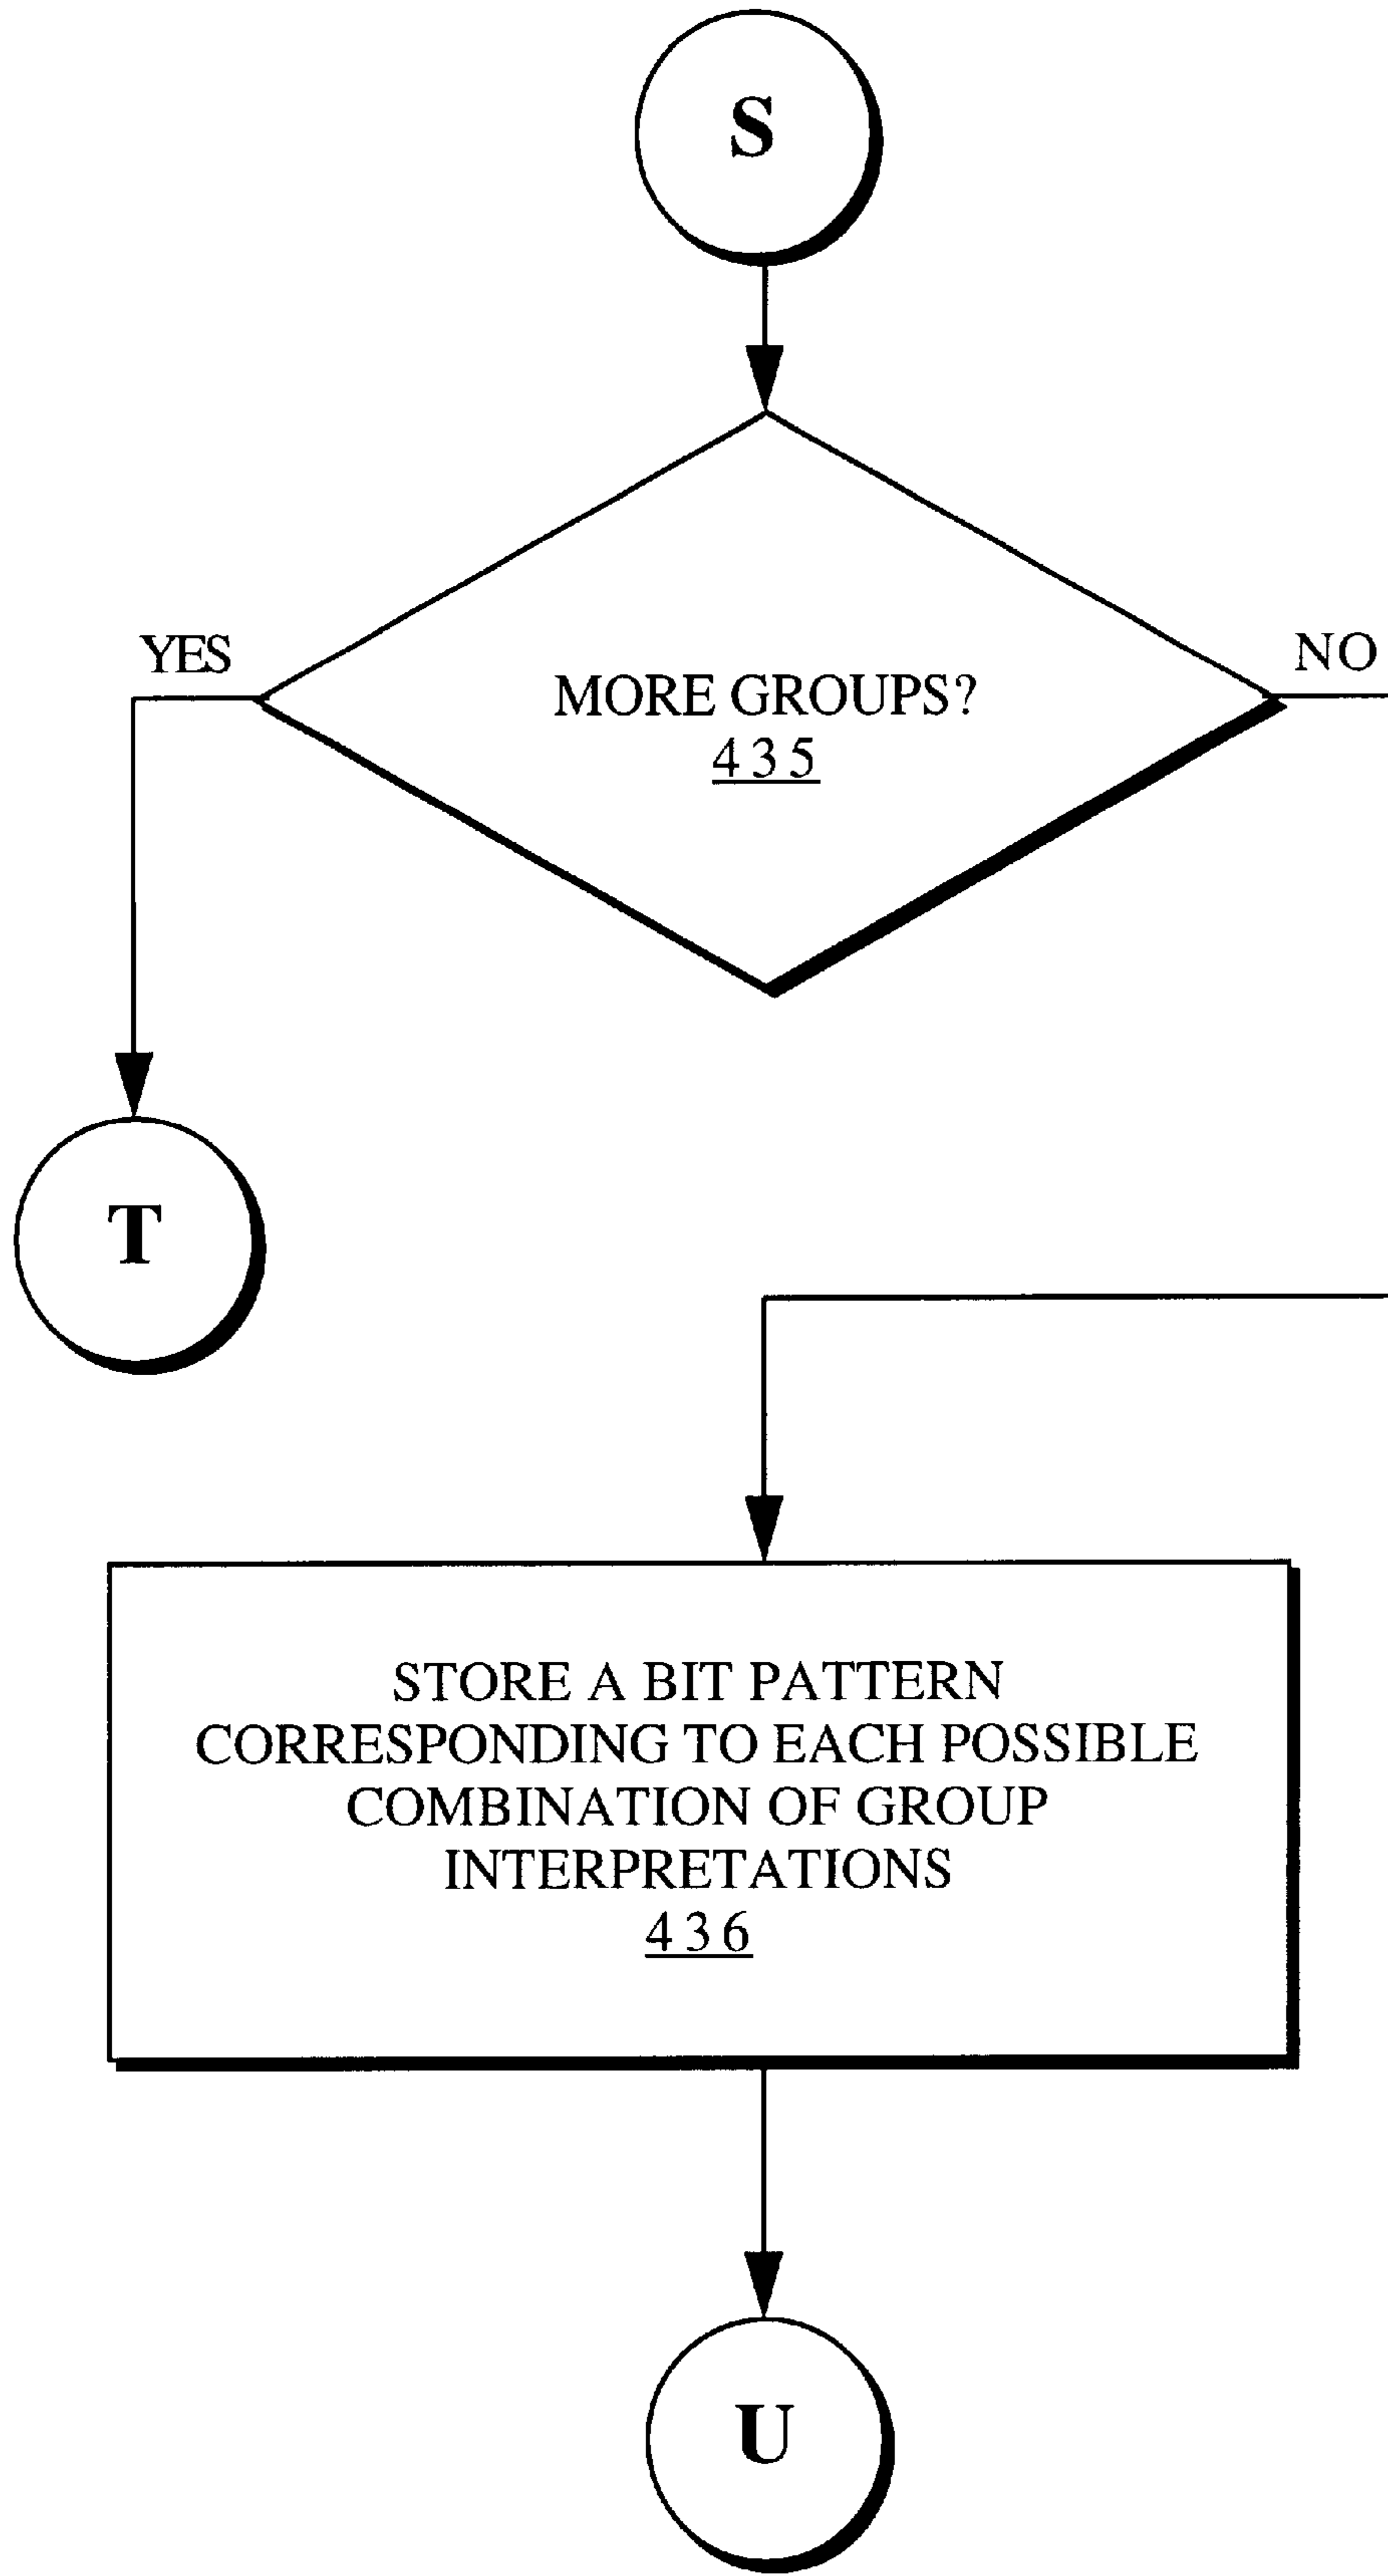 S
YES
NO
MORE GROUPS?
435
T
STORE A BIT PATTERN
CORRESPONDING TO EACH POSSIBLE
COMBINATION OF GROUP
INTERPRETATIONS
436
U